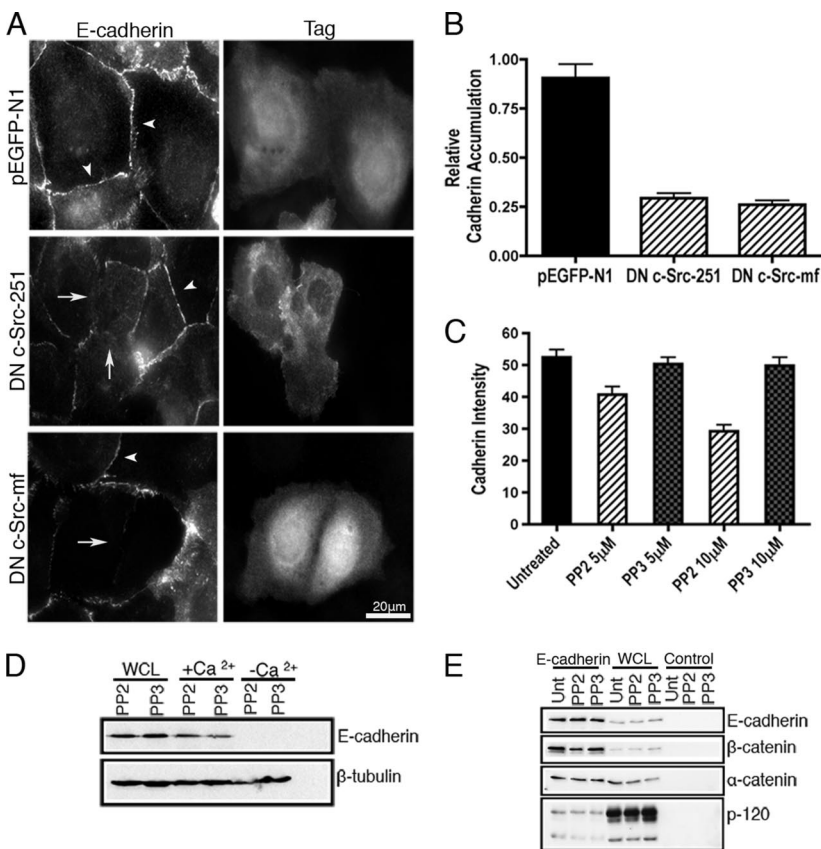 A
E-cadherin
Tag
pEGFP-N1
DN c-Src-251
DN c-Src-mf
20µm
B
Relative
Cadherin Accumulation
1.00
0.75
0.50
0.25
0.00
pEGFP-N1
DN c-Src-251
DN c-Src-mf
C
Cadherin Intensity
60
50
40
30
20
10
0
Untreated
PP2 5µM
PP3 5µM
PP2 10µM
PP3 10µM
D
WCL
+Ca 2+
-Ca 2+
PP2
PP3
PP2
PP3
PP2
PP3
E-cadherin
β-tubulin
E
E-cadherin
WCL
Control
Unt
PP2
PP3
Unt
PP2
PP3
Unt
PP2
PP3
E-cadherin
β-catenin
α-catenin
p-120